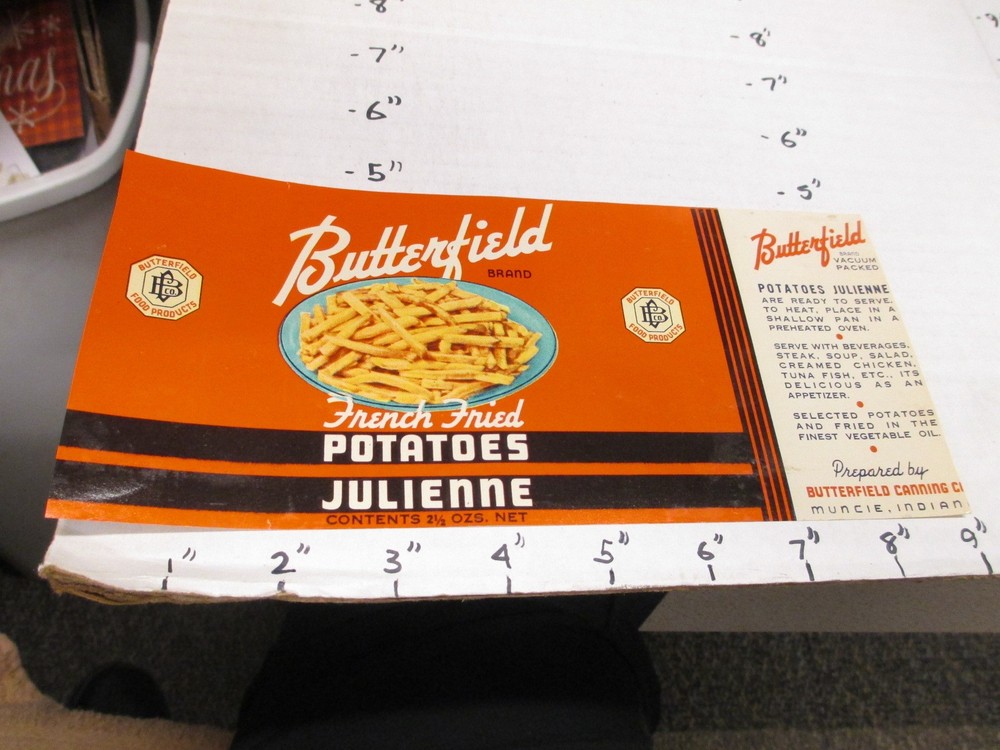 nas
- 8"
- 7"
- 6"
- 5"
- 8"
- 7"
- 6"
- 5"
- 9
Butterfield
BRAND
BUTTERFIELD
B CO.
FOOD PRODUCTS
BUTTERFIELD
B CO
FOOD PRODUCTS
French Fried
POTATOES
JULIENNE
CONTENTS 2½ OZS. NET
Butterfield
BRAND
VACUUM
PACKED
POTATOES JULIENNE
ARE READY TO SERVE.
TO HEAT, PLACE IN A
SHALLOW PAN IN A
PREHEATED OVEN.
SERVE WITH BEVERAGES,
STEAK, SOUP, SALAD,
CREAMED CHICKEN,
TUNA FISH, ETC., ITS
DELICIOUS AS AN
APPETIZER.
SELECTED POTATOES
AND FRIED IN THE
FINEST VEGETABLE OIL.
Prepared by
BUTTERFIELD CANNING C
MUNCIE, INDIAN
1" 2" 3" 4" 5" 6" 7" 8" 9"